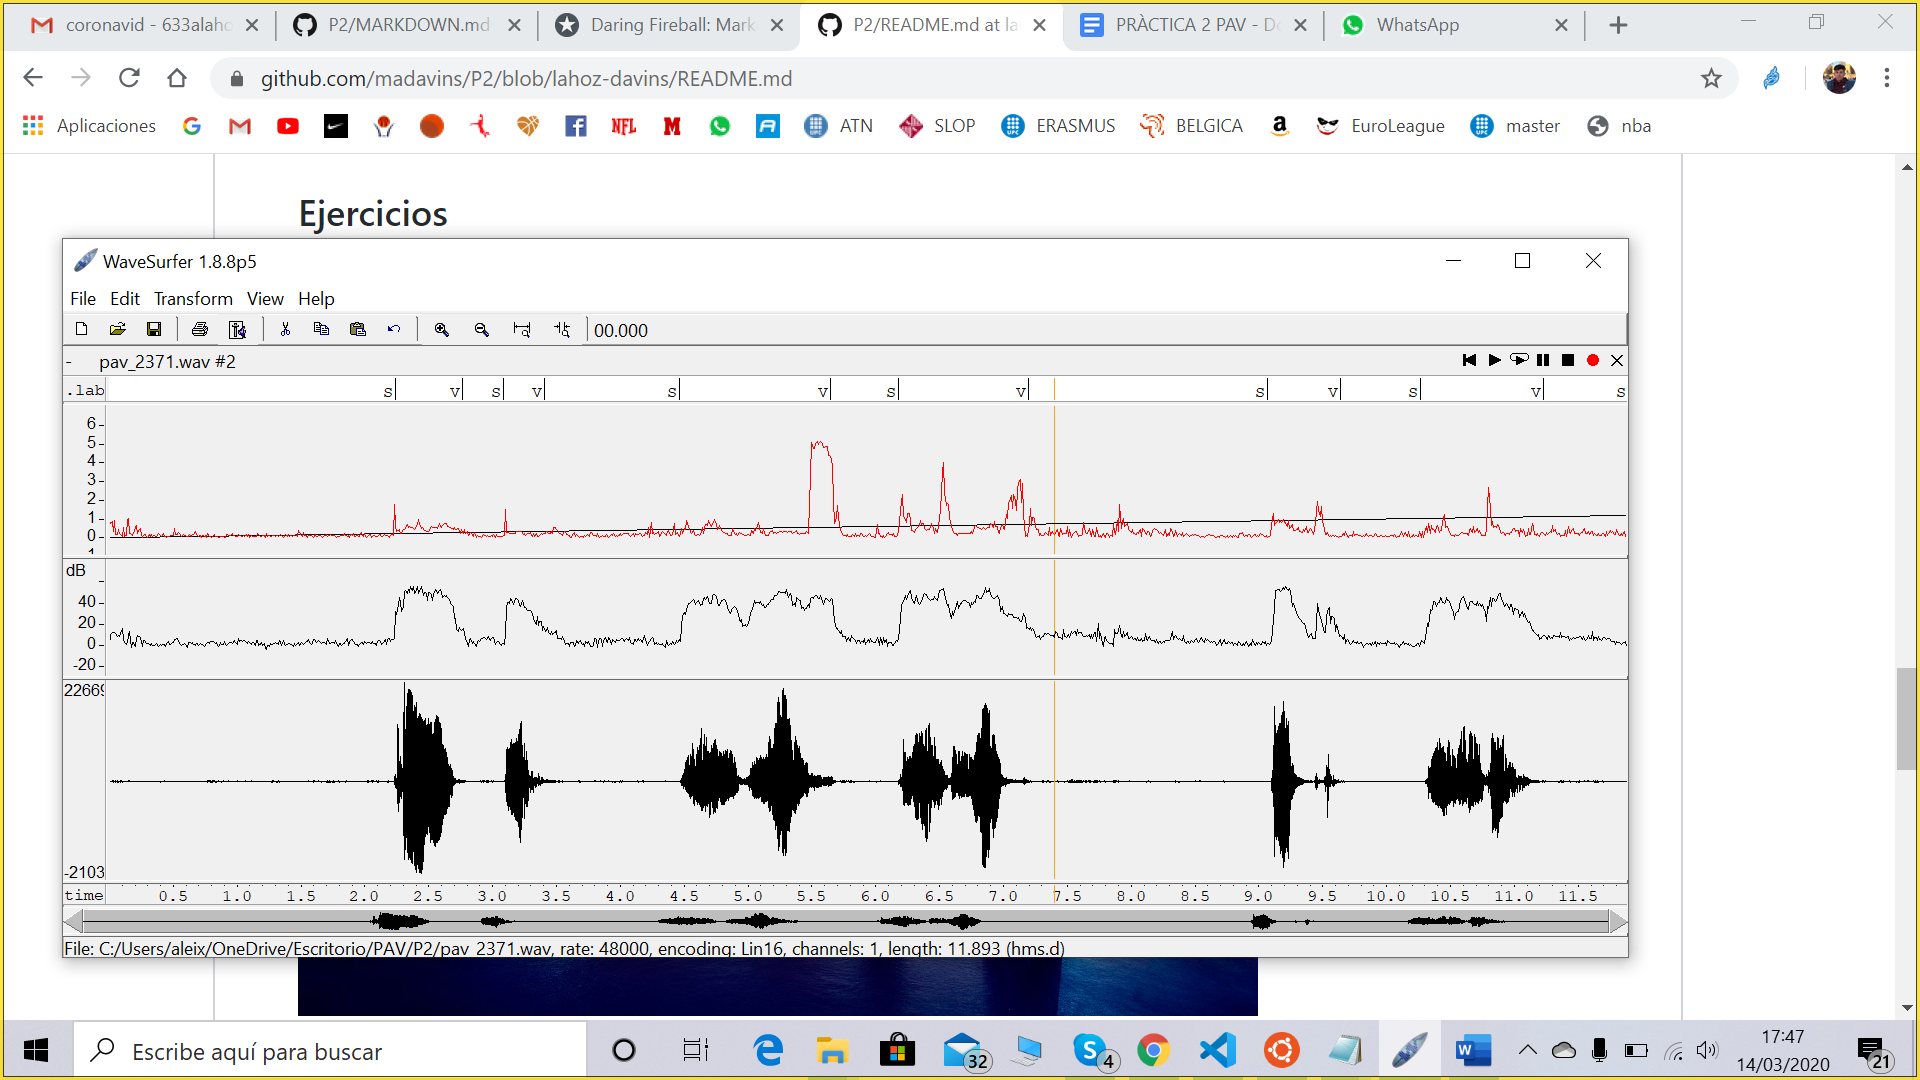 coronavid - 633alaho
P2/MARKDOWN.md
Daring Fireball: Mark
P2/README.md at la
PRÀCTICA 2 PAV - Do
WhatsApp
github.com/madavins/P2/blob/lahoz-davins/README.md
Aplicaciones
NFL
ATN
SLOP
ERASMUS
BELGICA
EuroLeague
master
nba
Ejercicios
WaveSurfer 1.8.8p5
File Edit Transform View Help
00.000
- pav_2371.wav #2
.lab s v s v s v s v s v s v s
6
5
4
3
2
1
0
dB
40
20
0
-20
22669
-2103
time 0.5 1.0 1.5 2.0 2.5 3.0 3.5 4.0 4.5 5.0 5.5 6.0 6.5 7.0 7.5 8.0 8.5 9.0 9.5 10.0 10.5 11.0 11.5
File: C:/Users/aleix/OneDrive/Escritorio/PAV/P2/pav_2371.wav, rate: 48000, encoding: Lin16, channels: 1, length: 11.893 (hms.d)
Escribe aquí para buscar
32
4
17:47
14/03/2020
21